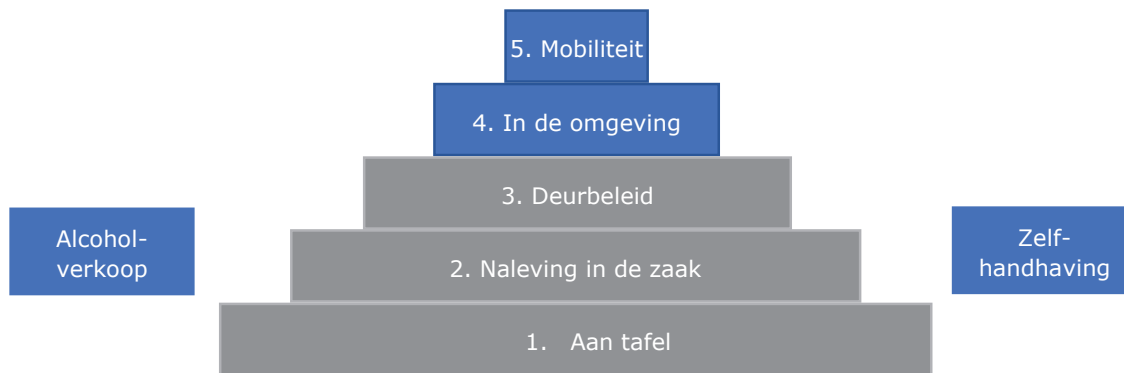 5. Mobiliteit
4. In de omgeving
3. Deurbeleid
Alcohol-
verkoop
2. Naleving in de zaak
Zelf-
handhaving
1. Aan tafel